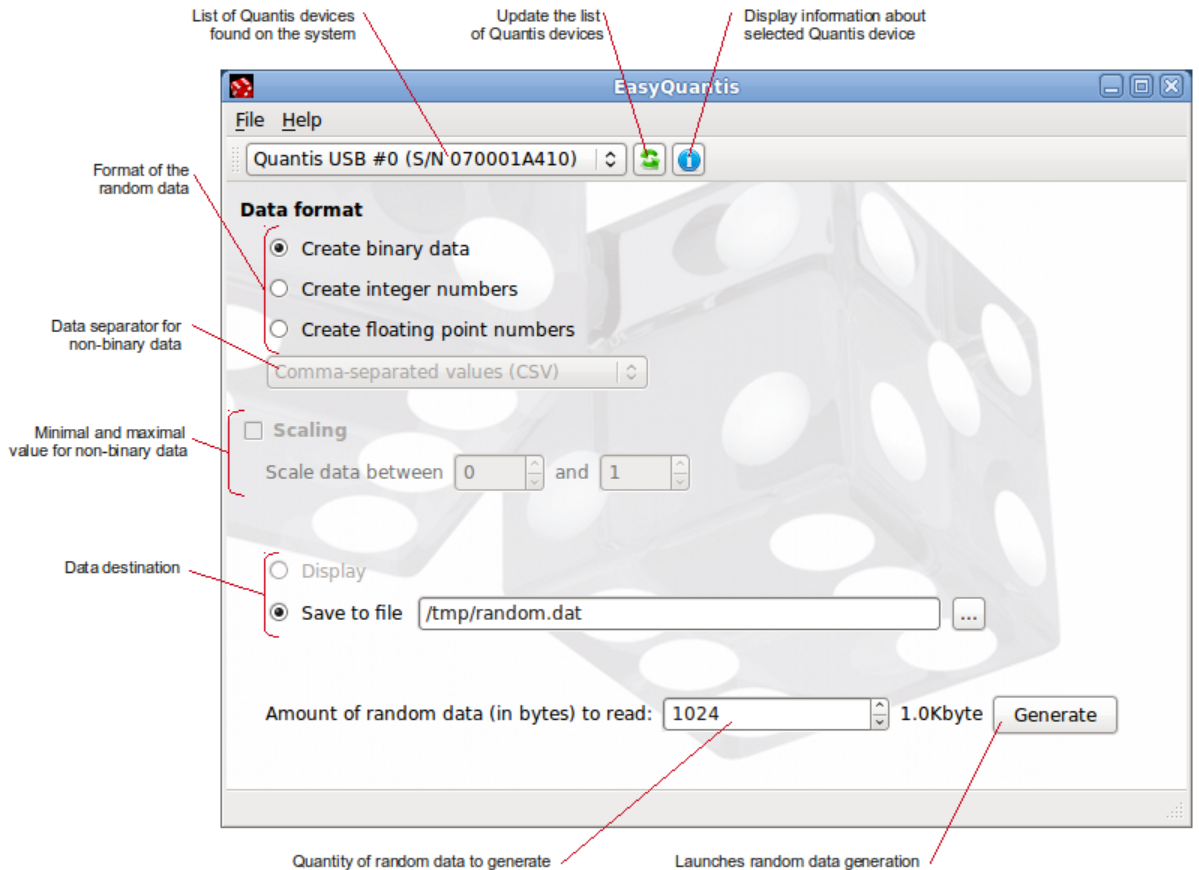 List of Quantis devices
found on the system
Update the list
of Quantis devices
Display information about
selected Quantis device
EasyQuantis
File Help
Quantis USB #0 (S/N 070001A410)
Format of the
random data
Data format
Create binary data
Create integer numbers
Create floating point numbers
Data separator for
non-binary data
Comma-separated values (CSV)
Minimal and maximal
value for non-binary data
Scaling
Scale data between 0 and 1
Data destination
Display
Save to file /tmp/random.dat ...
Amount of random data (in bytes) to read: 1024 1.0Kbyte Generate
Quantity of random data to generate
Launches random data generation